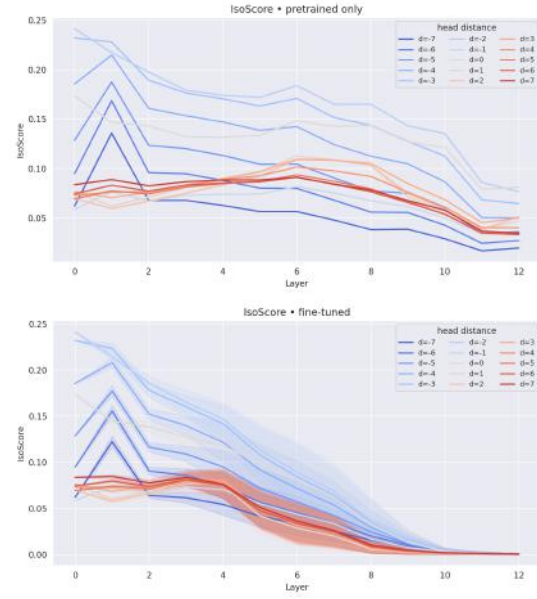 IsoScore • pretrained only
0.25
0.20
0.15
0.10
0.05
IsoScore
0 2 4 6 8 10 12
Layer
head distance
d=-7 d=-2 d=3
d=-6 d=-1 d=4
d=-5 d=0 d=5
d=-4 d=1 d=6
d=-3 d=2 d=7
IsoScore • fine-tuned
0.25
0.20
0.15
0.10
0.05
0.00
IsoScore
0 2 4 6 8 10 12
Layer
head distance
d=-7 d=-2 d=3
d=-6 d=-1 d=4
d=-5 d=0 d=5
d=-4 d=1 d=6
d=-3 d=2 d=7